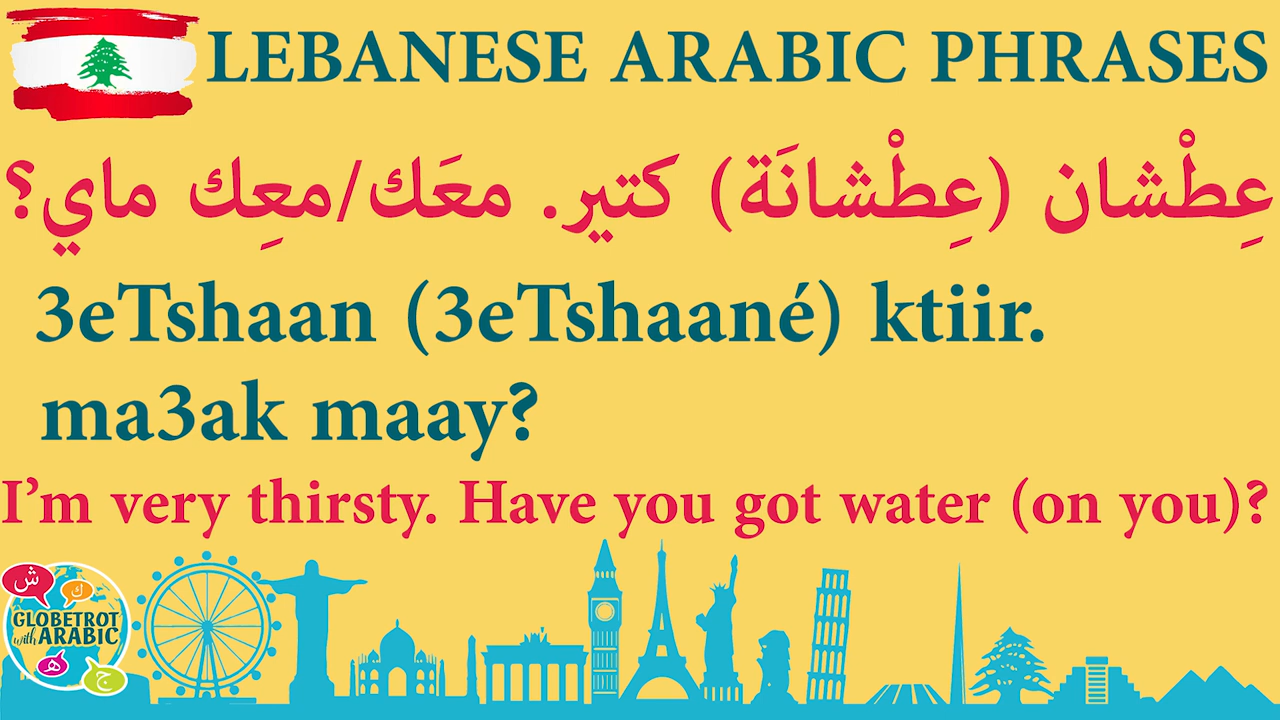 LEBANESE ARABIC PHRASES
عِطْشان (عِطْشانَة) كتير. معَك/معِك ماي؟
3eTshaan (3eTshaané) ktiir.
ma3ak maay?
I’m very thirsty. Have you got water (on you)?
ش
ك
GLOBETROT
with ARABIC
ه
ج